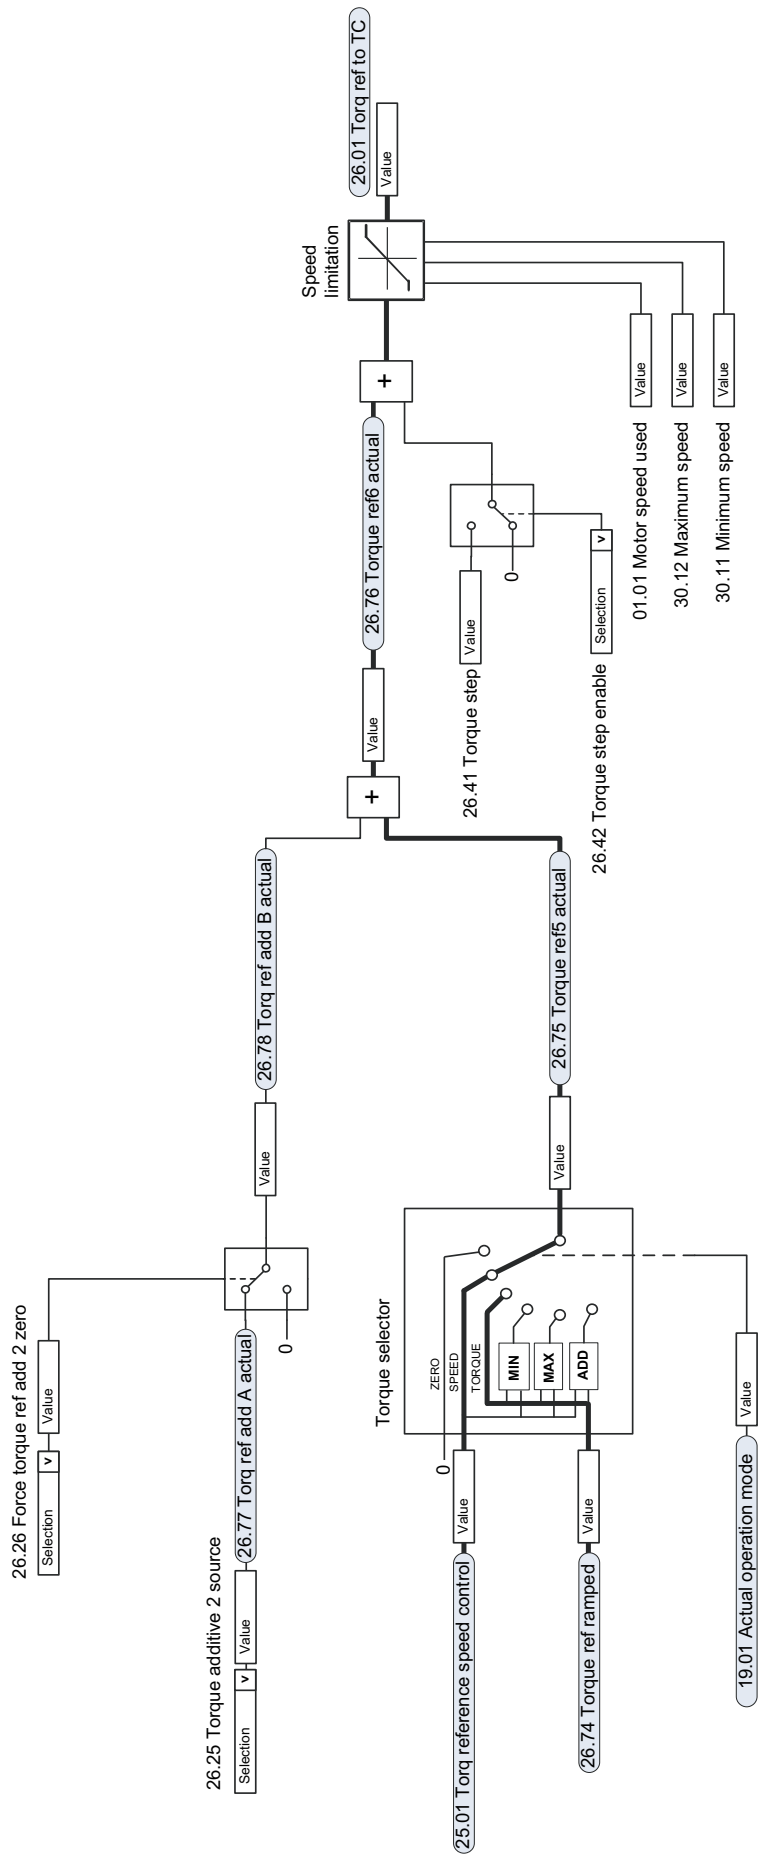 26.26 Force torque ref add 2 zero
Selection
v
Value
26.25 Torque additive 2 source
Selection
v
Value
26.77 Torq ref add A actual
0
Value
26.78 Torq ref add B actual
Torque selector
0
ZERO
SPEED
TORQUE
MIN
MAX
ADD
25.01 Torq reference speed control
Value
26.74 Torque ref ramped
Value
19.01 Actual operation mode
Value
Value
26.75 Torque ref5 actual
+
Value
26.76 Torque ref6 actual
26.41 Torque step
Value
0
26.42 Torque step enable
Selection
v
+
Speed
limitation
01.01 Motor speed used
Value
30.12 Maximum speed
Value
30.11 Minimum speed
Value
Value
26.01 Torq ref to TC